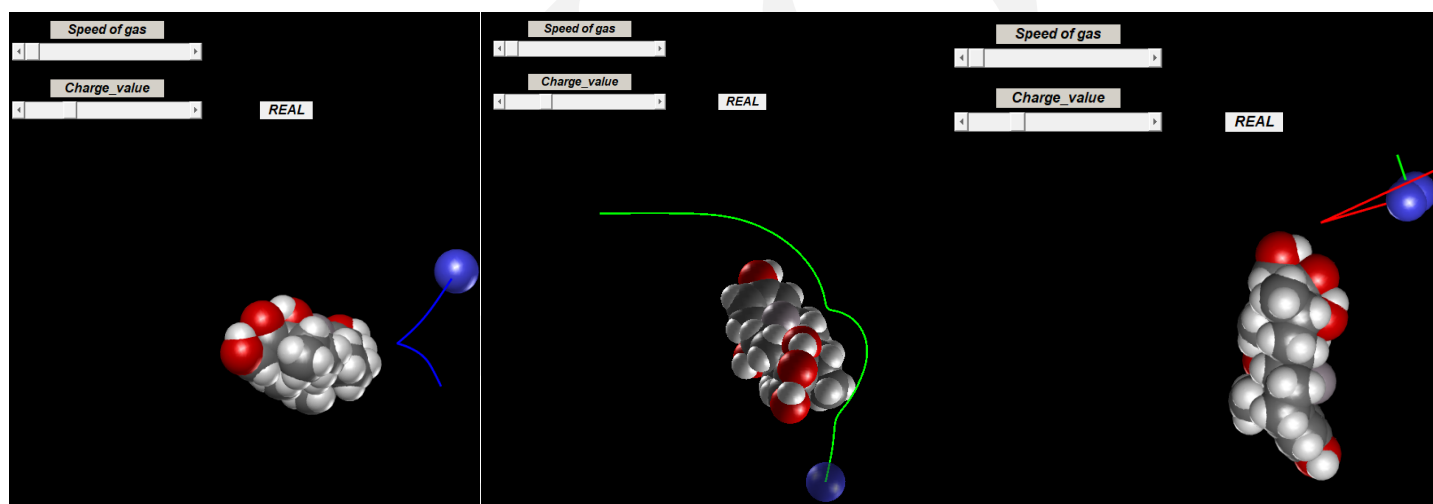 Speed of gas
Charge_value
REAL
Speed of gas
Charge_value
REAL
Speed of gas
Charge_value
REAL